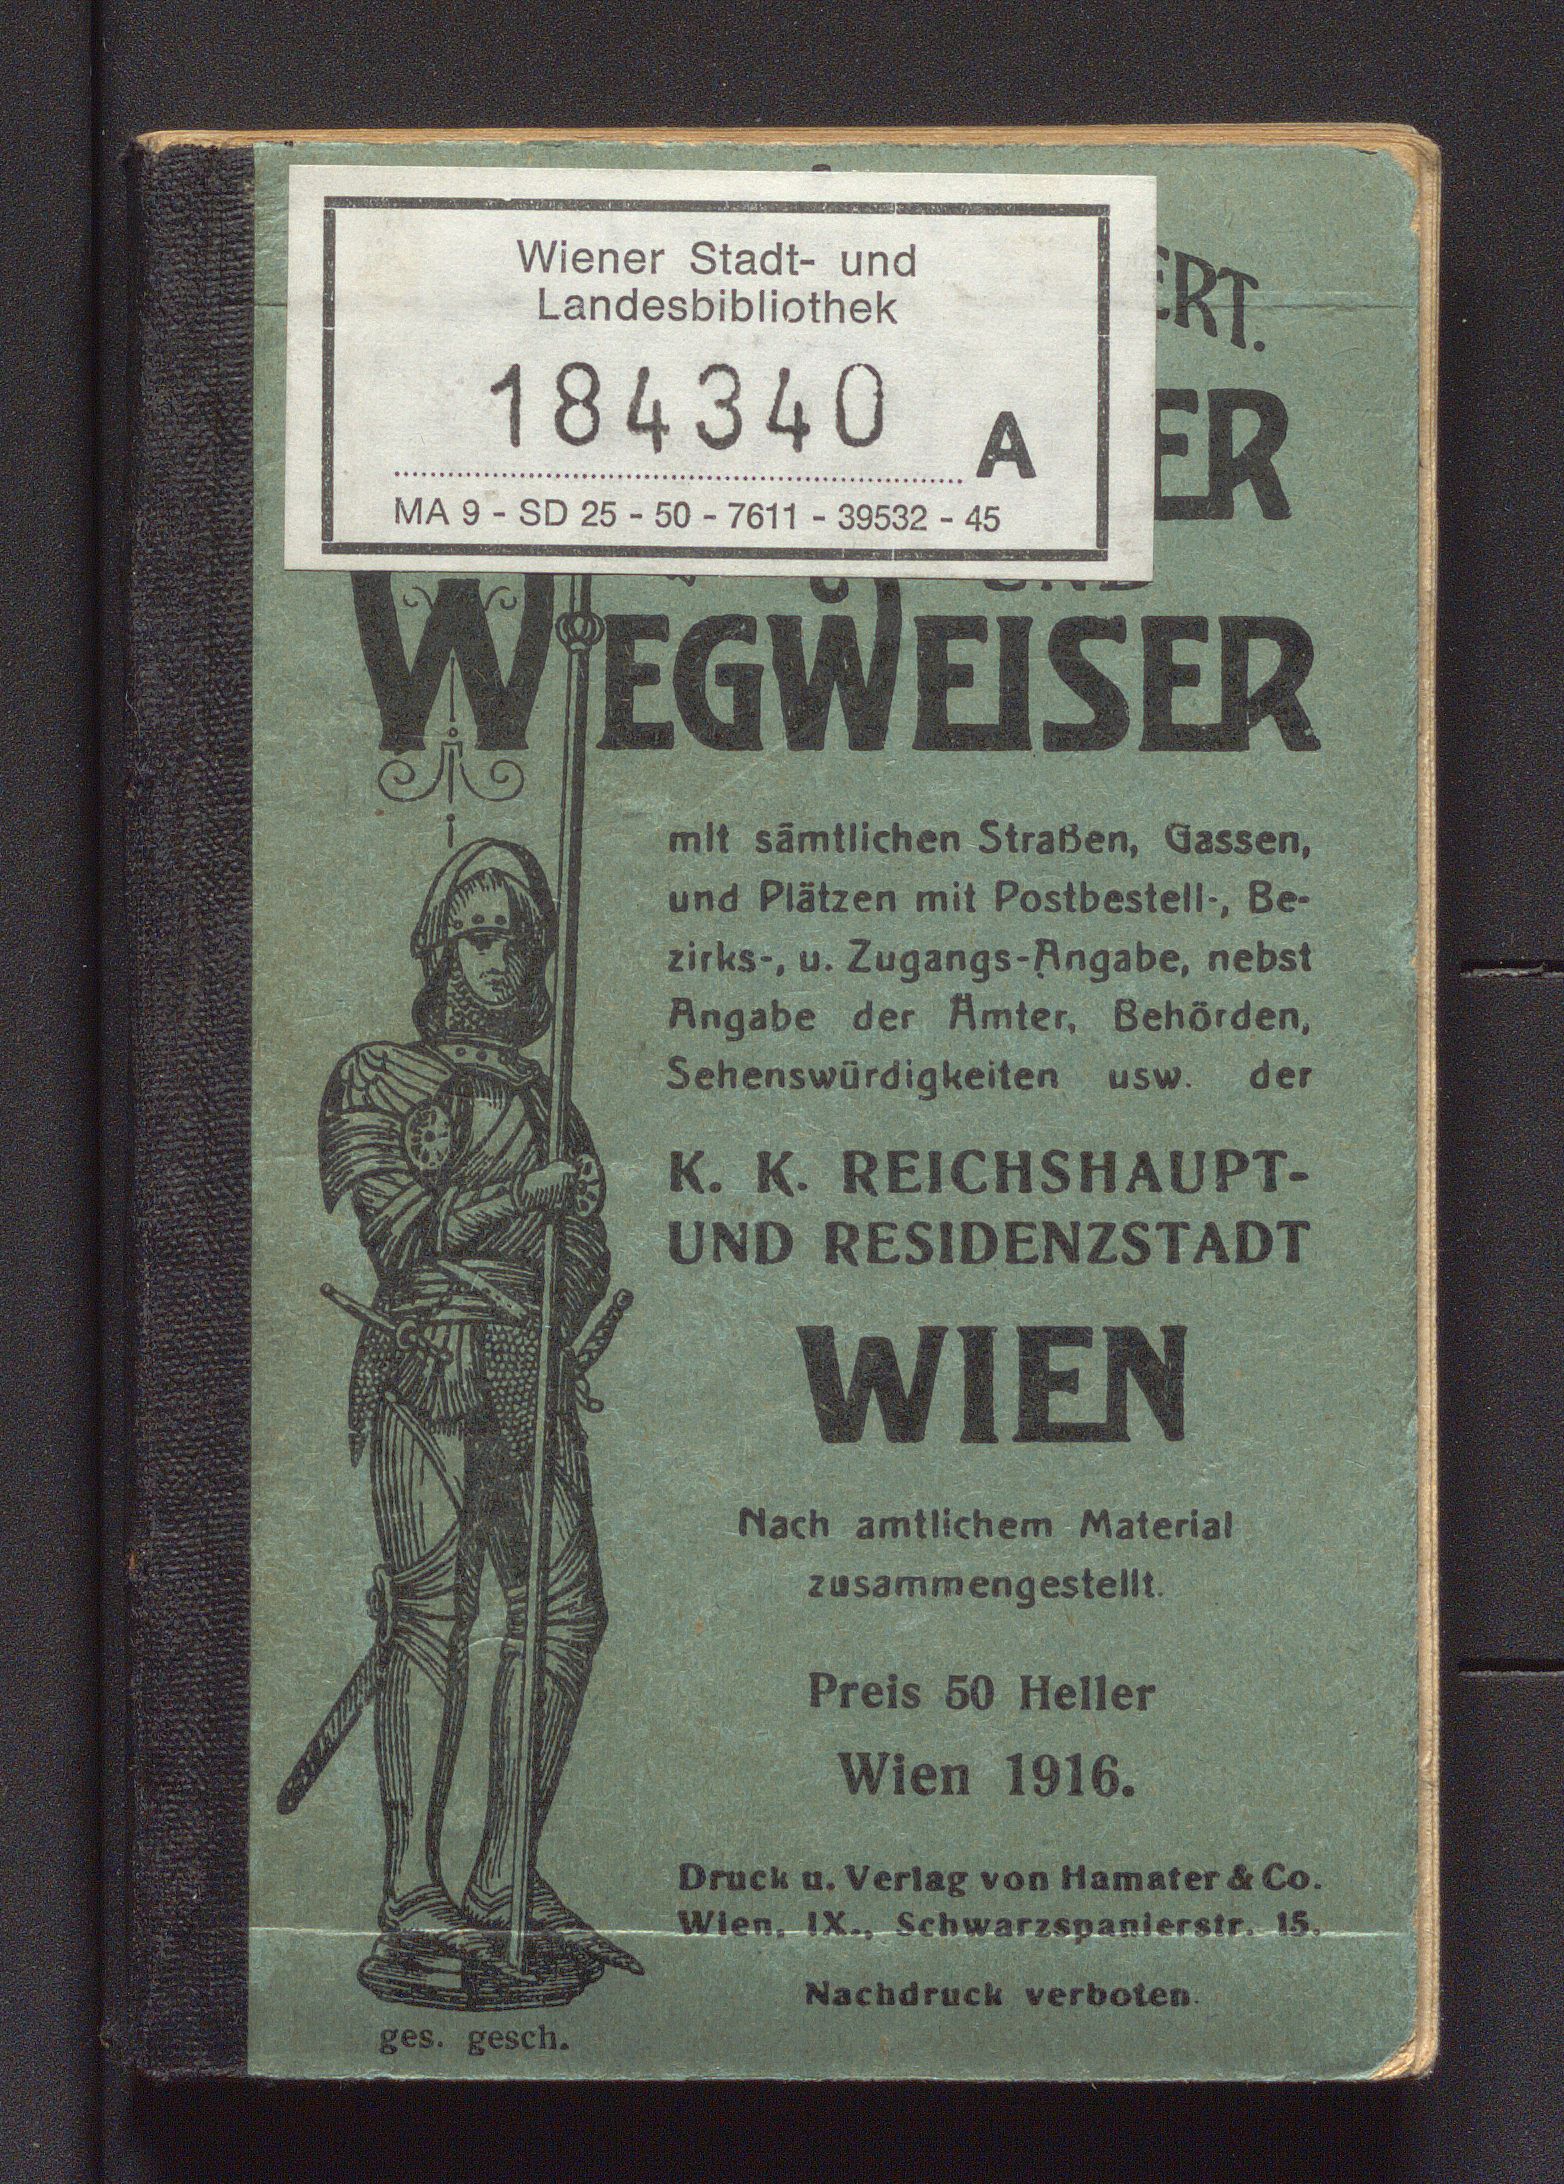 Wiener Stadt- und
Landesbibliothek
184340 A
MA 9 - SD 25 - 50 - 7611 - 39532 - 45
ERT.
ER
UND
WEGWEISER
mit sämtlichen Straßen, Gassen,
und Plätzen mit Postbestell-, Be-
zirks-, u. Zugangs-Angabe, nebst
Angabe der Ämter, Behörden,
Sehenswürdigkeiten usw. der
K. K. REICHSHAUPT-
UND RESIDENZSTADT
WIEN
Nach amtlichem Material
zusammengestellt.
Preis 50 Heller
Wien 1916.
Druck u. Verlag von Hamater & Co.
Wien, IX., Schwarzspanierstr. 15.
Nachdruck verboten.
ges. gesch.